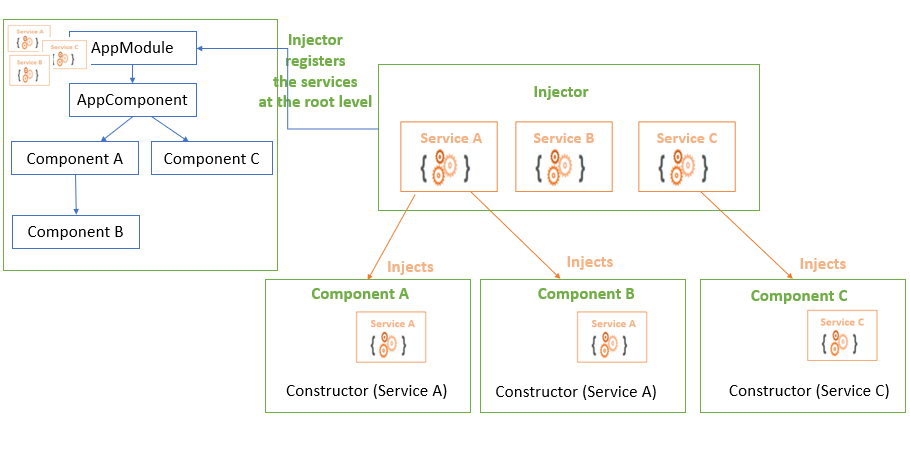 Service A
Service C
Service B
AppModule
AppComponent
Component A
Component C
Component B
Injector
registers
the services
at the root level
Injector
Service A
Service B
Service C
Injects
Injects
Injects
Component A
Service A
Constructor (Service A)
Component B
Service A
Constructor (Service A)
Component C
Service C
Constructor (Service C)